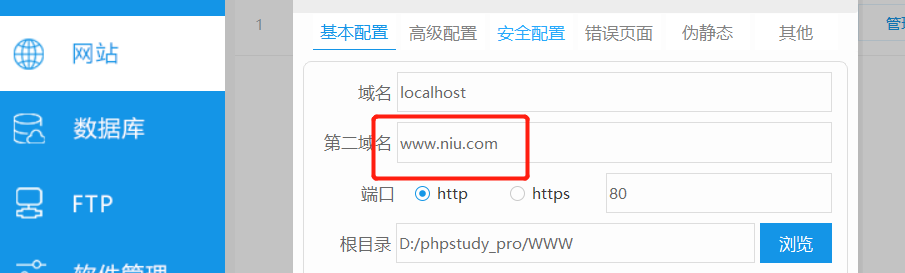 1
管理
网站
数据库
FTP
软件管理
基本配置 高级配置 安全配置 错误页面 伪静态 其他
域名 localhost
第二域名 www.niu.com
端口 http https 80
根目录 D:/phpstudy_pro/WWW 浏览